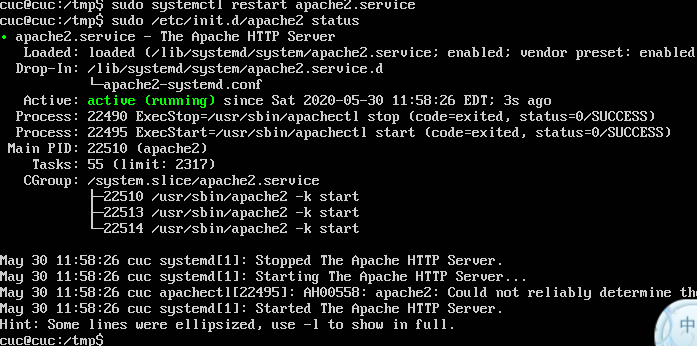 cuc@cuc:/tmp$ sudo systemctl restart apache2.service
cuc@cuc:/tmp$ sudo /etc/init.d/apache2 status
• apache2.service - The Apache HTTP Server
Loaded: loaded (/lib/systemd/system/apache2.service; enabled; vendor preset: enabled
Drop-In: /lib/systemd/system/apache2.service.d
└─apache2-systemd.conf
Active: active (running) since Sat 2020-05-30 11:58:26 EDT; 3s ago
Process: 22490 ExecStop=/usr/sbin/apachectl stop (code=exited, status=0/SUCCESS)
Process: 22495 ExecStart=/usr/sbin/apachectl start (code=exited, status=0/SUCCESS)
Main PID: 22510 (apache2)
Tasks: 55 (limit: 2317)
CGroup: /system.slice/apache2.service
├─22510 /usr/sbin/apache2 -k start
├─22513 /usr/sbin/apache2 -k start
└─22514 /usr/sbin/apache2 -k start
May 30 11:58:26 cuc systemd[1]: Stopped The Apache HTTP Server.
May 30 11:58:26 cuc systemd[1]: Starting The Apache HTTP Server...
May 30 11:58:26 cuc apachectl[22495]: AH00558: apache2: Could not reliably determine the
May 30 11:58:26 cuc systemd[1]: Started The Apache HTTP Server.
Hint: Some lines were ellipsized, use -l to show in full.
cuc@cuc:/tmp$
中